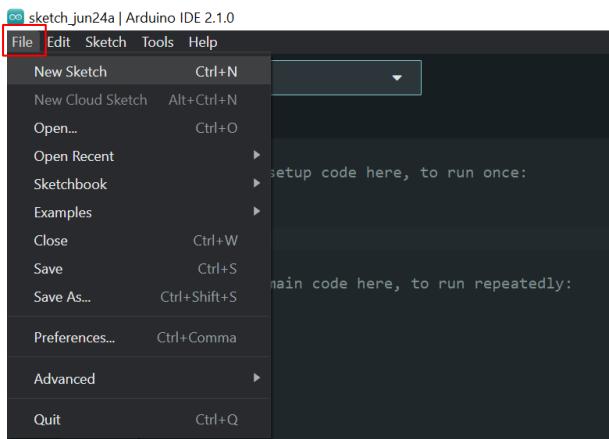 sketch_jun24a | Arduino IDE 2.1.0
File Edit Sketch Tools Help
New Sketch Ctrl+N
New Cloud Sketch Alt+Ctrl+N
Open... Ctrl+O
Open Recent
setup code here, to run once:
Sketchbook
Examples
Close Ctrl+W
Save Ctrl+S
main code here, to run repeatedly:
Save As... Ctrl+Shift+S
Preferences... Ctrl+Comma
Advanced
Quit Ctrl+Q